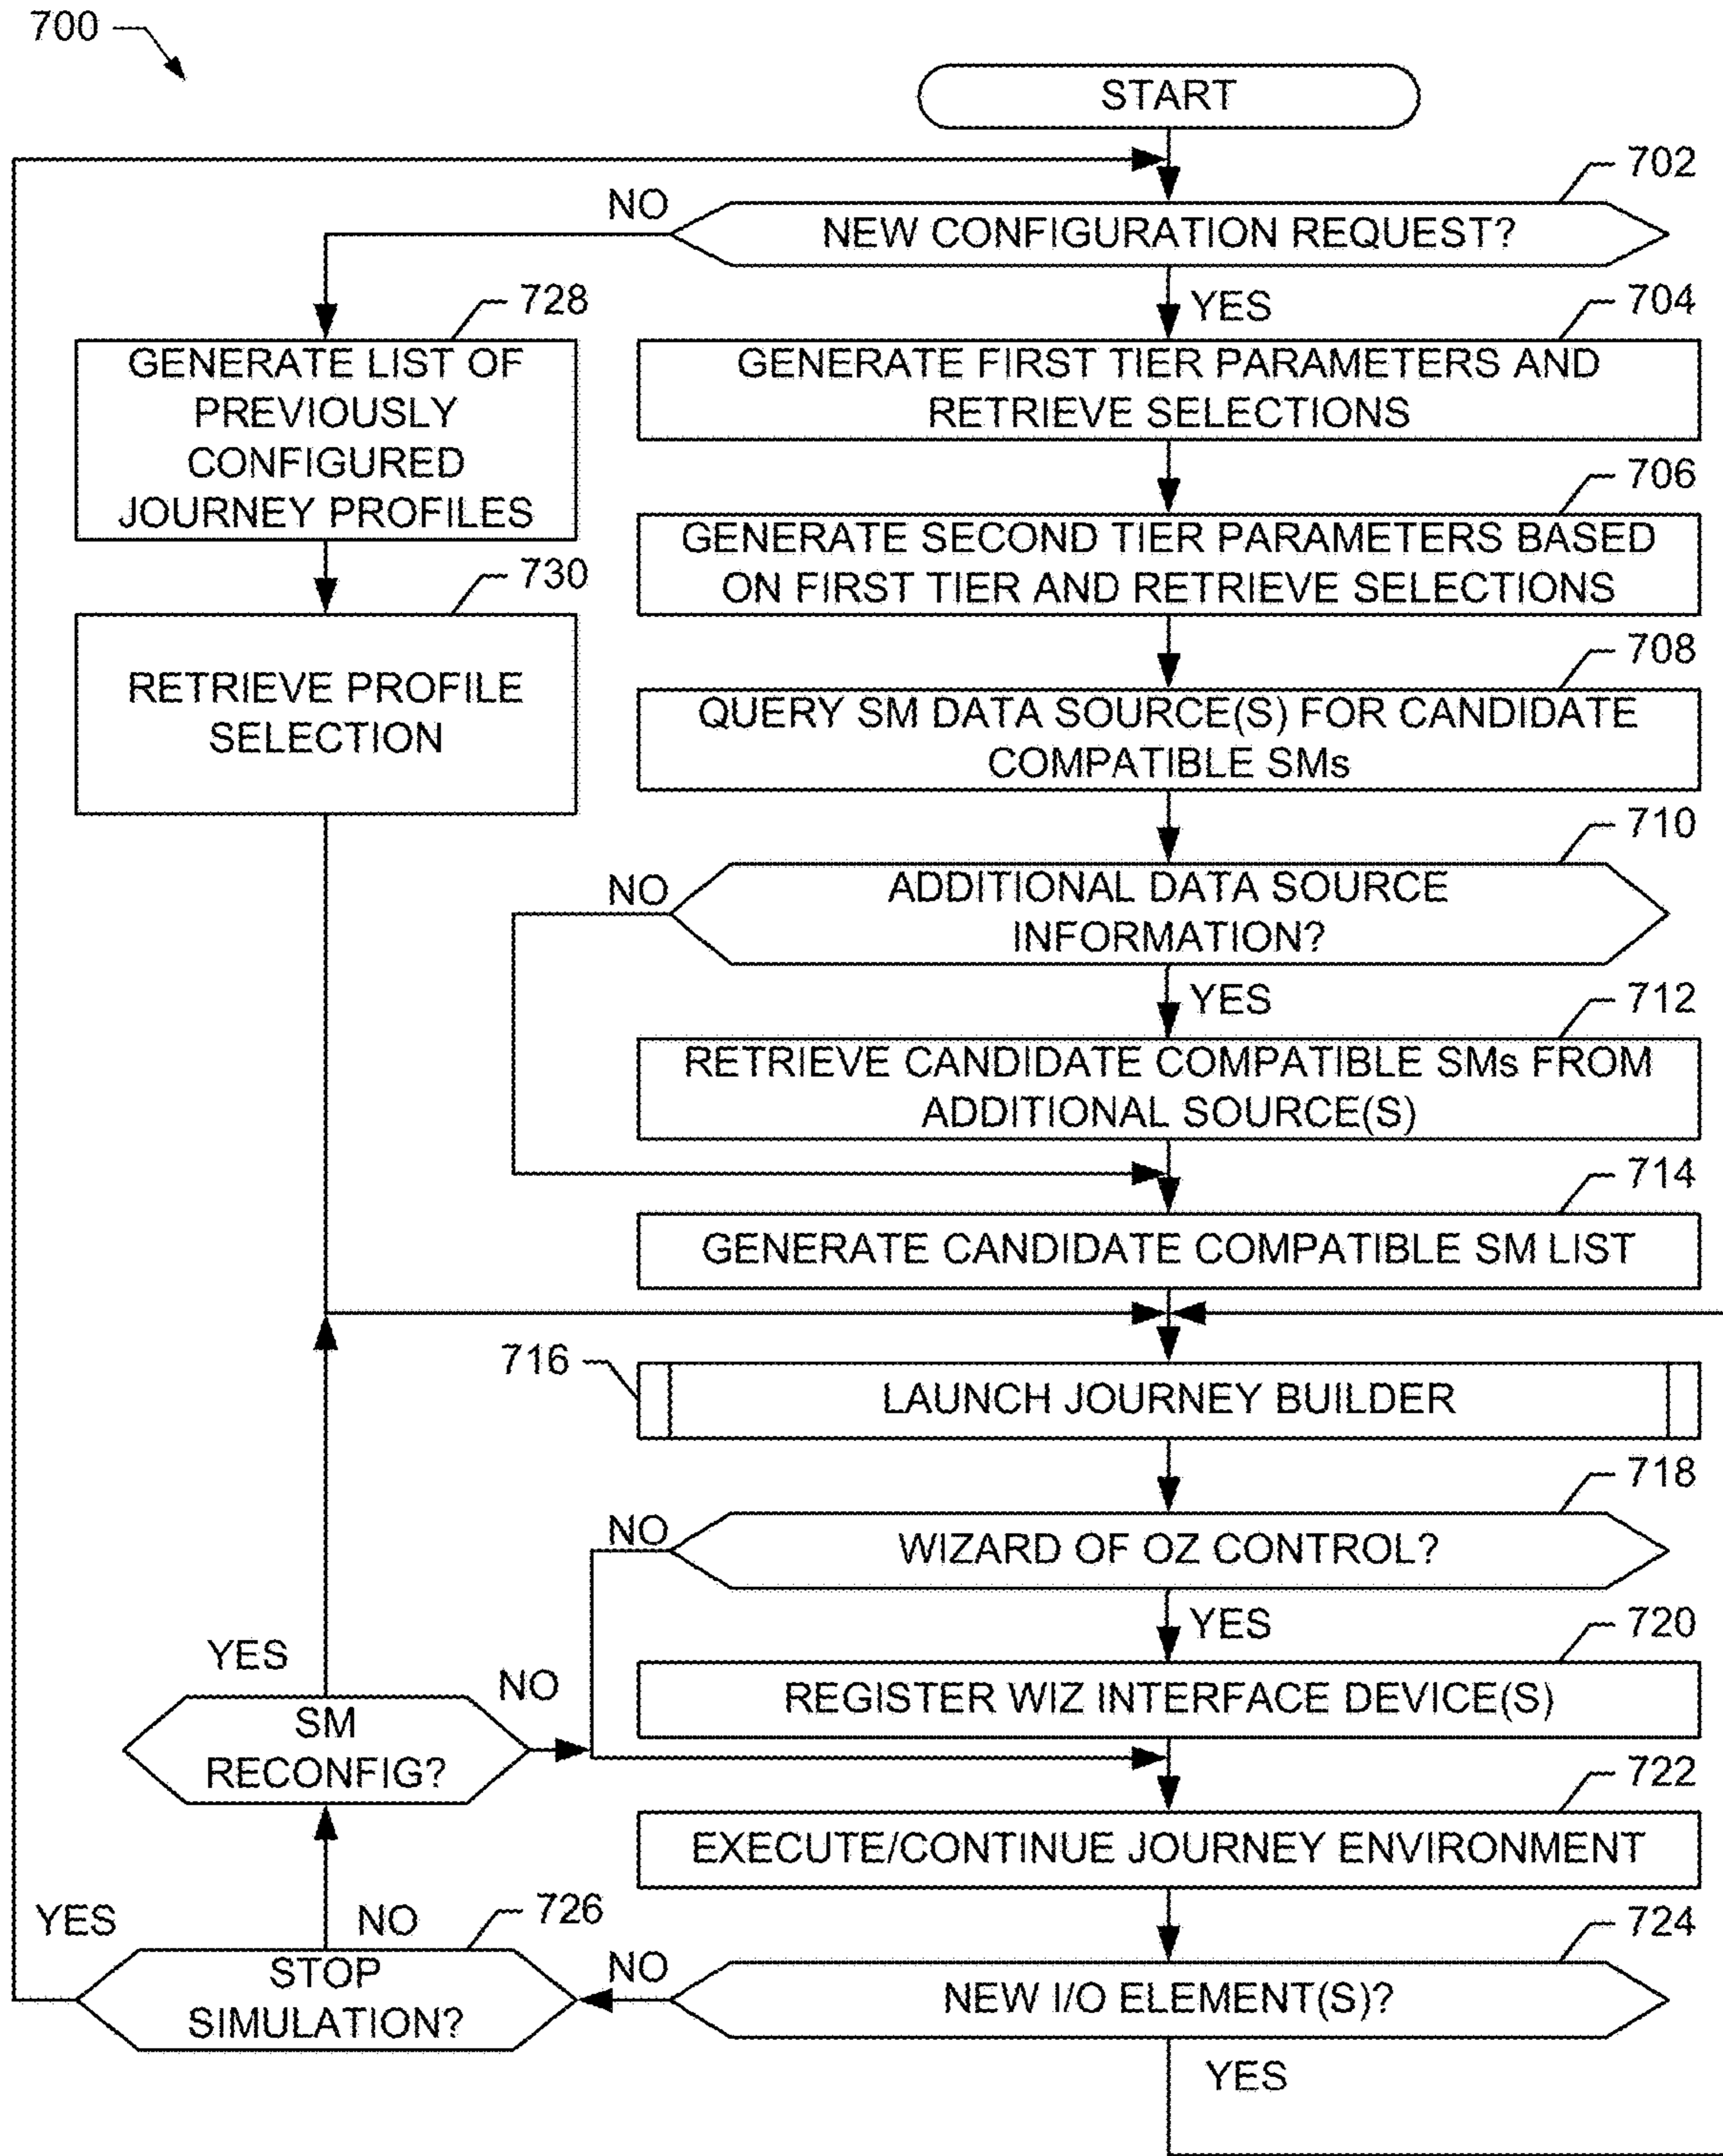 700
START
702
NO
NEW CONFIGURATION REQUEST?
YES
728
GENERATE LIST OF
PREVIOUSLY
CONFIGURED
JOURNEY PROFILES
704
GENERATE FIRST TIER PARAMETERS AND
RETRIEVE SELECTIONS
706
GENERATE SECOND TIER PARAMETERS BASED
ON FIRST TIER AND RETRIEVE SELECTIONS
730
RETRIEVE PROFILE
SELECTION
708
QUERY SM DATA SOURCE(S) FOR CANDIDATE
COMPATIBLE SMs
710
NO
ADDITIONAL DATA SOURCE
INFORMATION?
YES
712
RETRIEVE CANDIDATE COMPATIBLE SMs FROM
ADDITIONAL SOURCE(S)
714
GENERATE CANDIDATE COMPATIBLE SM LIST
716
LAUNCH JOURNEY BUILDER
718
NO
WIZARD OF OZ CONTROL?
YES
720
REGISTER WIZ INTERFACE DEVICE(S)
YES
NO
SM
RECONFIG?
722
EXECUTE/CONTINUE JOURNEY ENVIRONMENT
724
NO
NEW I/O ELEMENT(S)?
YES
726
YES
NO
STOP
SIMULATION?